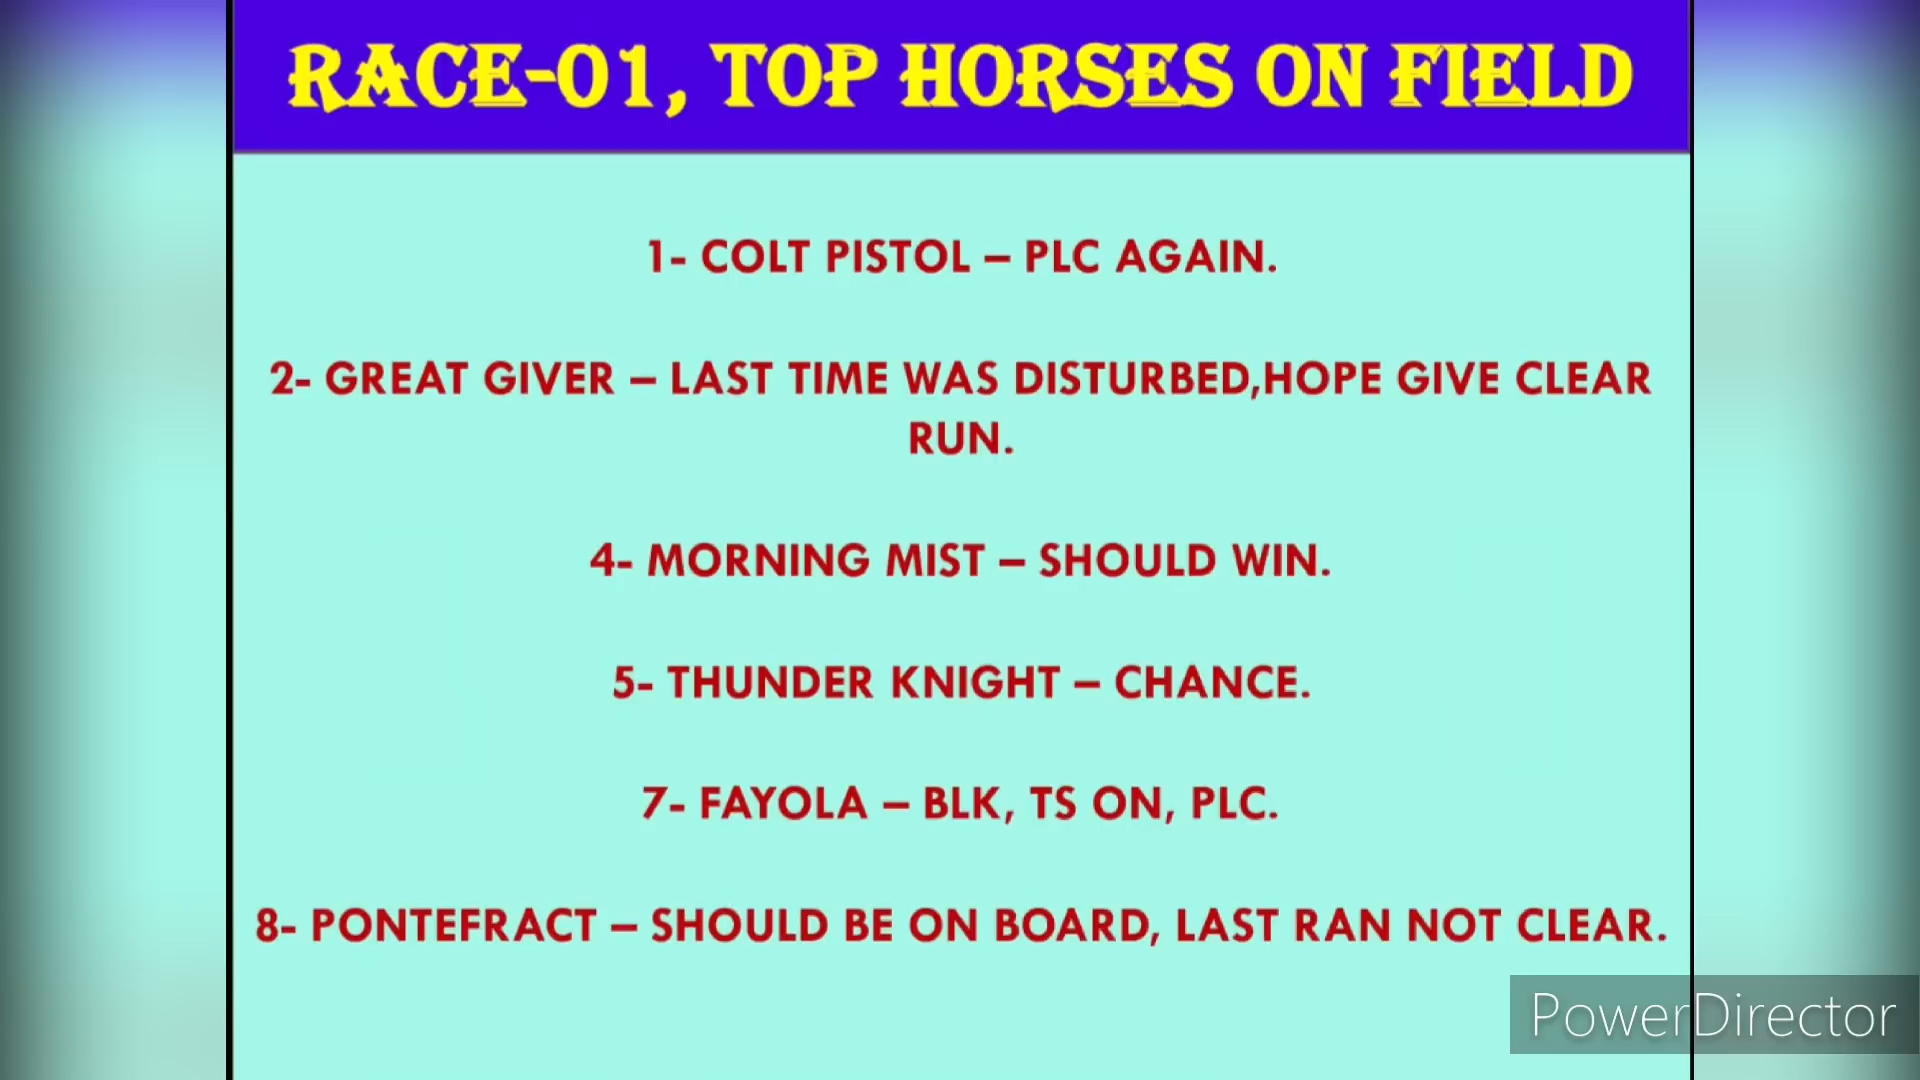 RACE-01, TOP HORSES ON FIELD
1- COLT PISTOL – PLC AGAIN.
2- GREAT GIVER – LAST TIME WAS DISTURBED,HOPE GIVE CLEAR
RUN.
4- MORNING MIST – SHOULD WIN.
5- THUNDER KNIGHT – CHANCE.
7- FAYOLA – BLK, TS ON, PLC.
8- PONTEFRACT – SHOULD BE ON BOARD, LAST RAN NOT CLEAR.
PowerDirector